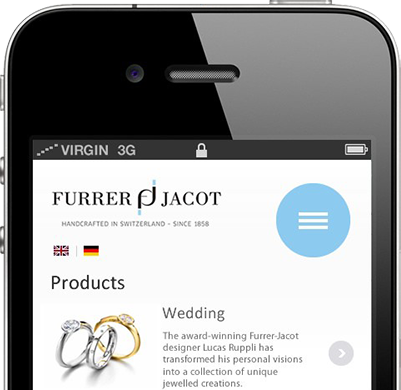 VIRGIN 3G
FURRER JACOT
HANDCRAFTED IN SWITZERLAND - SINCE 1858
Products
Wedding
The award-winning Furrer-Jacot
designer Lucas Ruppli has
transformed his personal visions
into a collection of unique
jewelled creations.